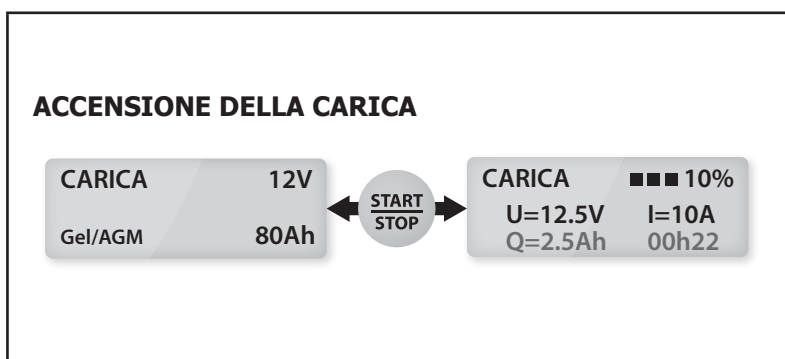 ACCENSIONE DELLA CARICA
CARICA 12V
Gel/AGM 80Ah
START
STOP
CARICA 10%
U=12.5V I=10A
Q=2.5Ah 00h22